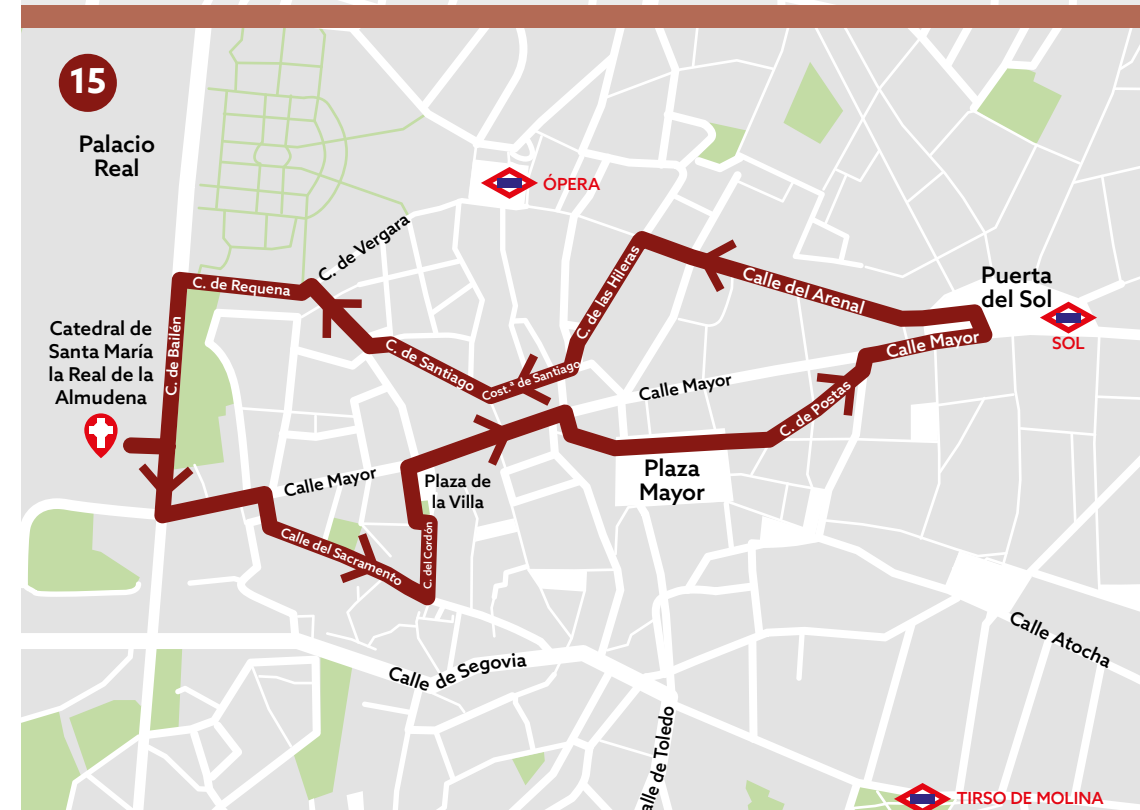 15
Palacio
Real
ÓPERA
C. de Vergara
C. de Requena
C. de las Hileras
Calle del Arenal
Puerta
del Sol
SOL
Catedral de
Santa María
la Real de la
Almudena
C. de Bailén
C. de Santiago
Cost.ª de Santiago
Calle Mayor
Calle Mayor
C. de Postas
Calle Mayor
Plaza de
la Villa
Plaza
Mayor
Calle del Sacramento
C. del Cordón
Calle de Segovia
Calle Atocha
alle de Toledo
TIRSO DE MOLINA